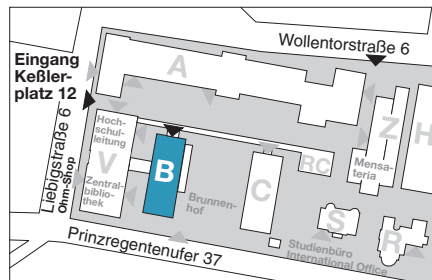 Wollentorstraße 6
Eingang
Keßler-
platz 12
A
Liebigstraße 6
Ohm-Shop
Hoch-
schul-
leitung
V
Zentral-
biblio-
thek
B
Brunnen-
hof
C
RC
Z
Mensa-
teria
H
S
Studienbüro
International Office
R
Prinzregentenufer 37